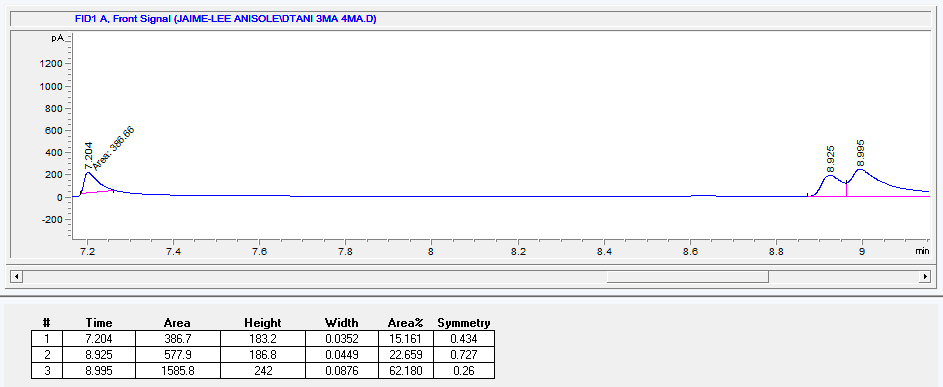 FID1 A, Front Signal (JAIME-LEE ANISOLE\DTANI 3MA 4MA.D)
pA
1200
1000
800
600
400
200
0
-200
7.204
Area: 386.66
8.925
8.995
7.2 7.4 7.6 7.8 8 8.2 8.4 8.6 8.8 9 min
# Time Area Height Width Area% Symmetry
1 7.204 386.7 183.2 0.0352 15.161 0.434
2 8.925 577.9 186.8 0.0449 22.659 0.727
3 8.995 1585.8 242 0.0876 62.180 0.26